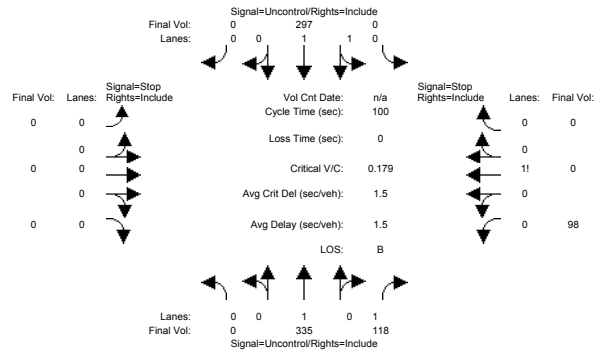 Signal=Uncontrol/Rights=Include
Final Vol: 0 297 0
Lanes: 0 0 1 1 0
Signal=Stop
Final Vol: Lanes: Rights=Include
Vol Cnt Date: n/a
Signal=Stop
Rights=Include Lanes: Final Vol:
Cycle Time (sec): 100
0 0
0 0
Loss Time (sec): 0
0
0
0 0
Critical V/C: 0.179
1! 0
0
Avg Crit Del (sec/veh): 1.5
0
0 0
Avg Delay (sec/veh): 1.5
0 98
LOS: B
Lanes: 0 0 1 0 1
Final Vol: 0 335 118
Signal=Uncontrol/Rights=Include